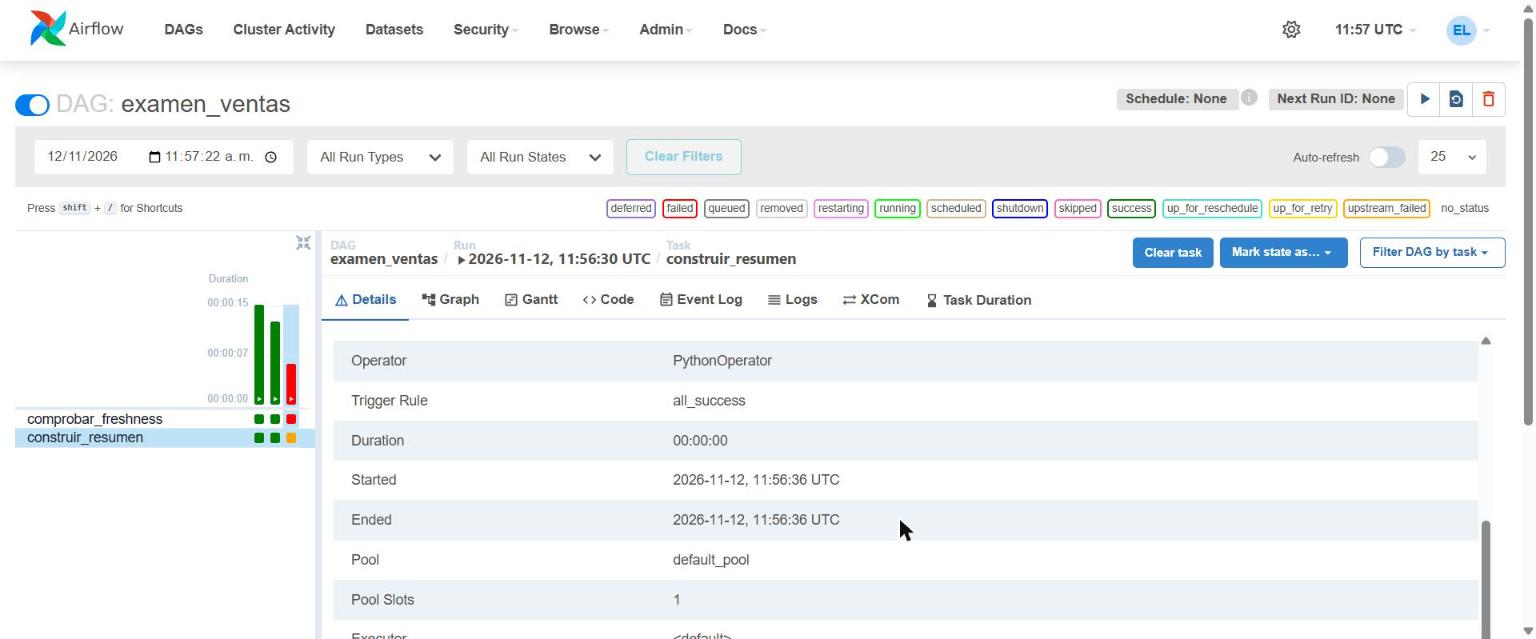 Airflow DAGs Cluster Activity Datasets Security Browse Admin Docs 11:57 UTC EL
DAG: examen_ventas Schedule: None Next Run ID: None
12/11/2026 11:57:22 a. m. All Run Types All Run States Clear Filters Auto-refresh 25
Press shift + / for Shortcuts deferred failed queued removed restarting running scheduled shutdown skipped success up_for_reschedule up_for_retry upstream_failed no_status
DAG Run Task
examen_ventas / 2026-11-12, 11:56:30 UTC / construir_resumen Clear task Mark state as... Filter DAG by task
Duration
00:00:15
00:00:07
00:00:00
comprobar_freshness
construir_resumen
Details Graph Gantt Code Event Log Logs XCom Task Duration
Operator PythonOperator
Trigger Rule all_success
Duration 00:00:00
Started 2026-11-12, 11:56:36 UTC
Ended 2026-11-12, 11:56:36 UTC
Pool default_pool
Pool Slots 1
Executor <default>